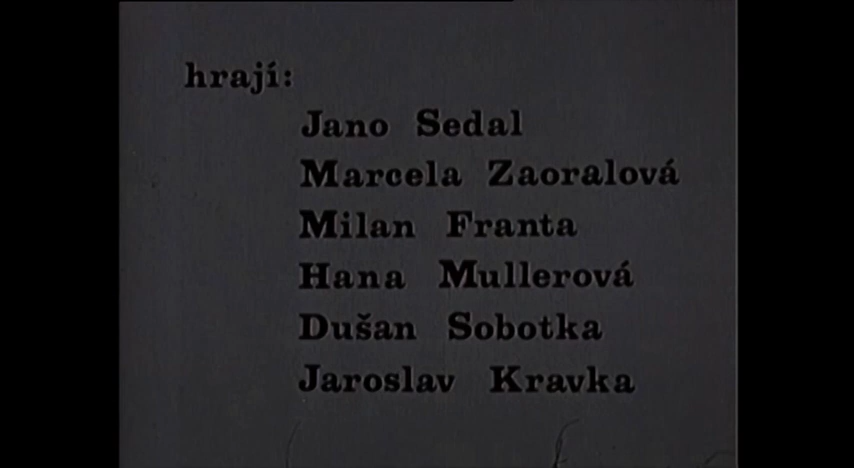 hrají:
Jano Sedal
Marcela Zaoralová
Milan Franta
Hana Mullerová
Dušan Sobotka
Jaroslav Kravka